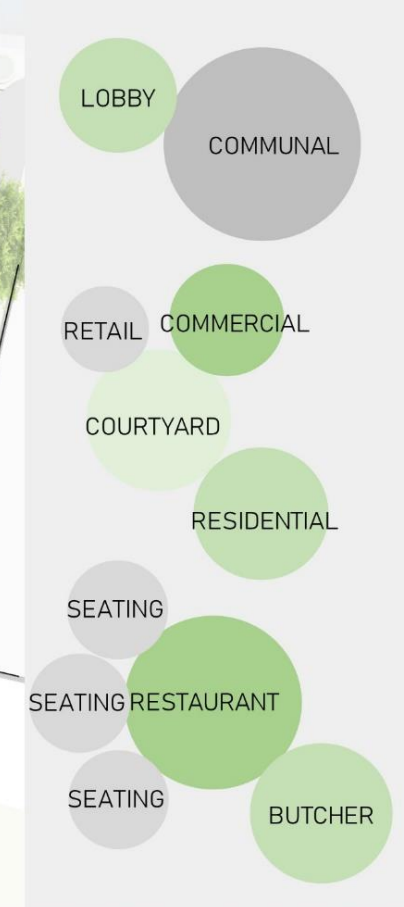 LOBBY
COMMUNAL
RETAIL
COMMERCIAL
COURTYARD
RESIDENTIAL
SEATING
SEATING
RESTAURANT
SEATING
BUTCHER